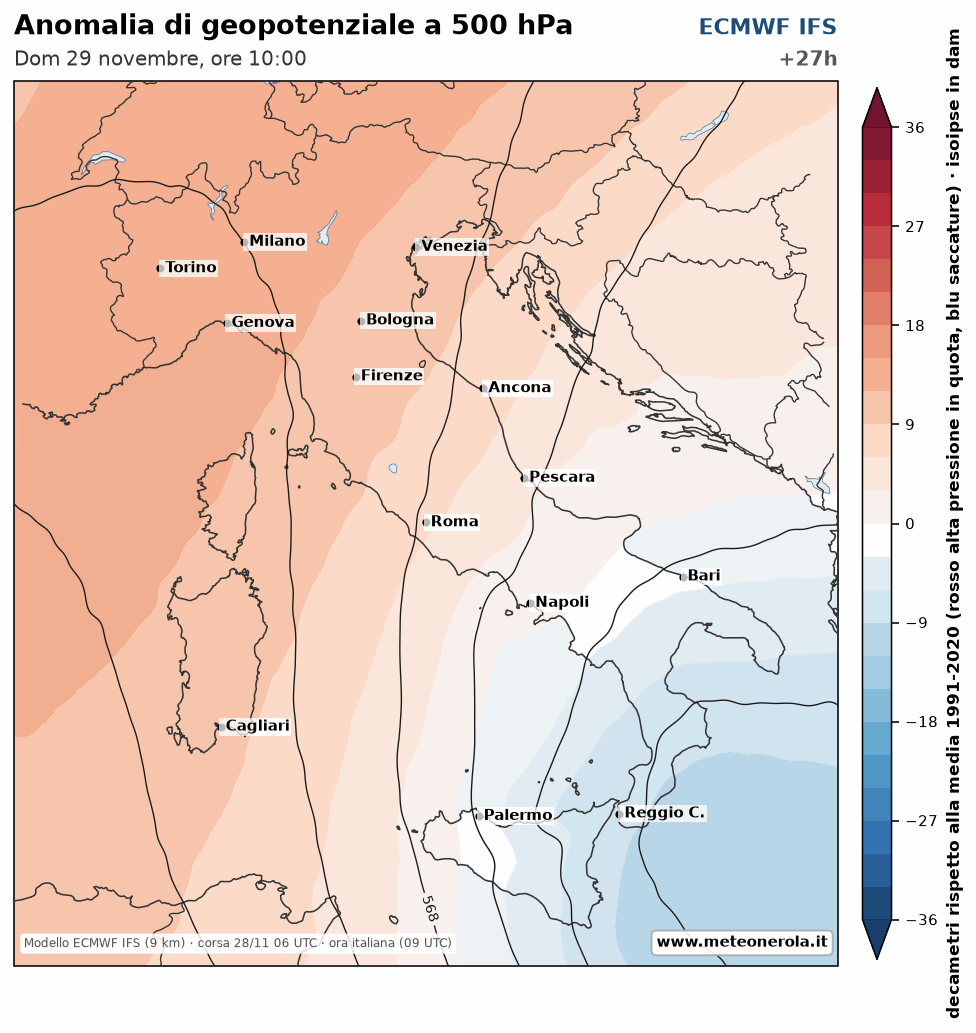 Anomalia di geopotenziale a 500 hPa
ECMWF IFS
Dom 29 novembre, ore 10:00
+27h
Milano
Venezia
Torino
Genova
Bologna
Firenze
Ancona
Pescara
Roma
Bari
Napoli
Cagliari
Palermo
Reggio C.
568
Modello ECMWF IFS (9 km) · corsa 28/11 06 UTC · ora italiana (09 UTC)
www.meteonerola.it
36
27
18
9
0
−9
−18
−27
−36
decametri rispetto alla media 1991-2020 (rosso alta pressione in quota, blu saccature) · isoipse in dam